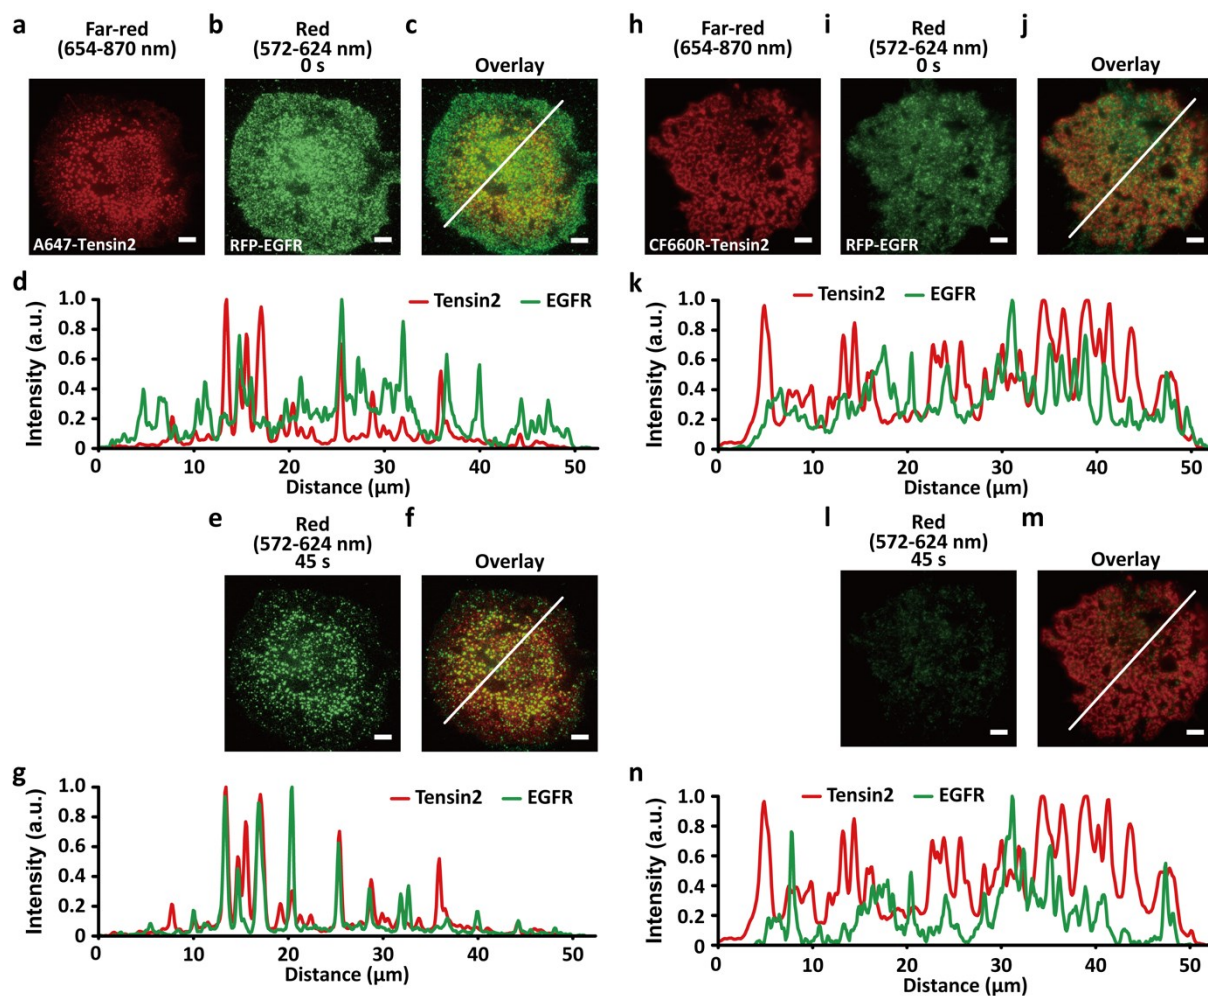 a
Far-red
(654-870 nm)
b
Red
(572-624 nm)
0 s
c
Overlay
A647-Tensin2
RFP-EGFR
d
Tensin2
EGFR
Intensity (a.u.)
1.0
0.8
0.6
0.4
0.2
0
0
10
20
30
40
50
Distance (µm)
e
Red
(572-624 nm)
45 s
f
Overlay
g
Tensin2
EGFR
Intensity (a.u.)
1.0
0.8
0.6
0.4
0.2
0
0
10
20
30
40
50
Distance (µm)
h
Far-red
(654-870 nm)
i
Red
(572-624 nm)
0 s
j
Overlay
CF660R-Tensin2
RFP-EGFR
k
Tensin2
EGFR
Intensity (a.u.)
1.0
0.8
0.6
0.4
0.2
0
0
10
20
30
40
50
Distance (µm)
l
Red
(572-624 nm)
45 s
m
Overlay
n
Tensin2
EGFR
Intensity (a.u.)
1.0
0.8
0.6
0.4
0.2
0
0
10
20
30
40
50
Distance (µm)